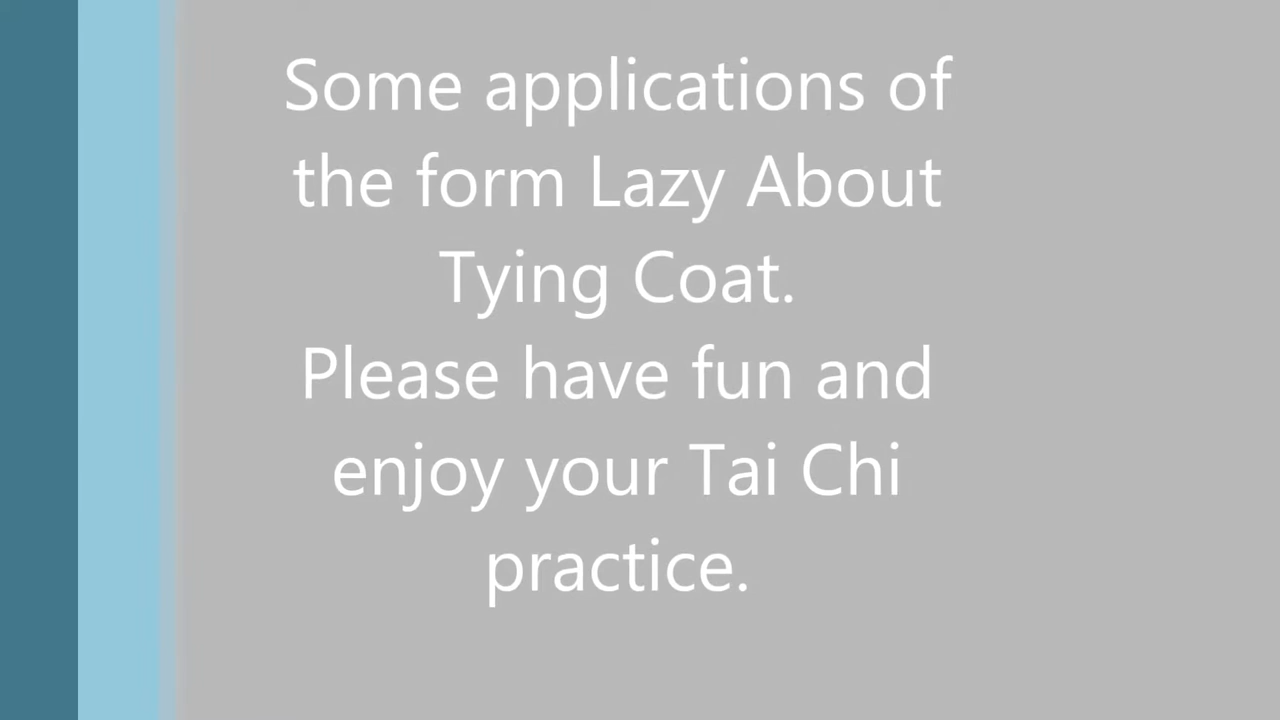 Some applications of
the form Lazy About
Tying Coat.
Please have fun and
enjoy your Tai Chi
practice.